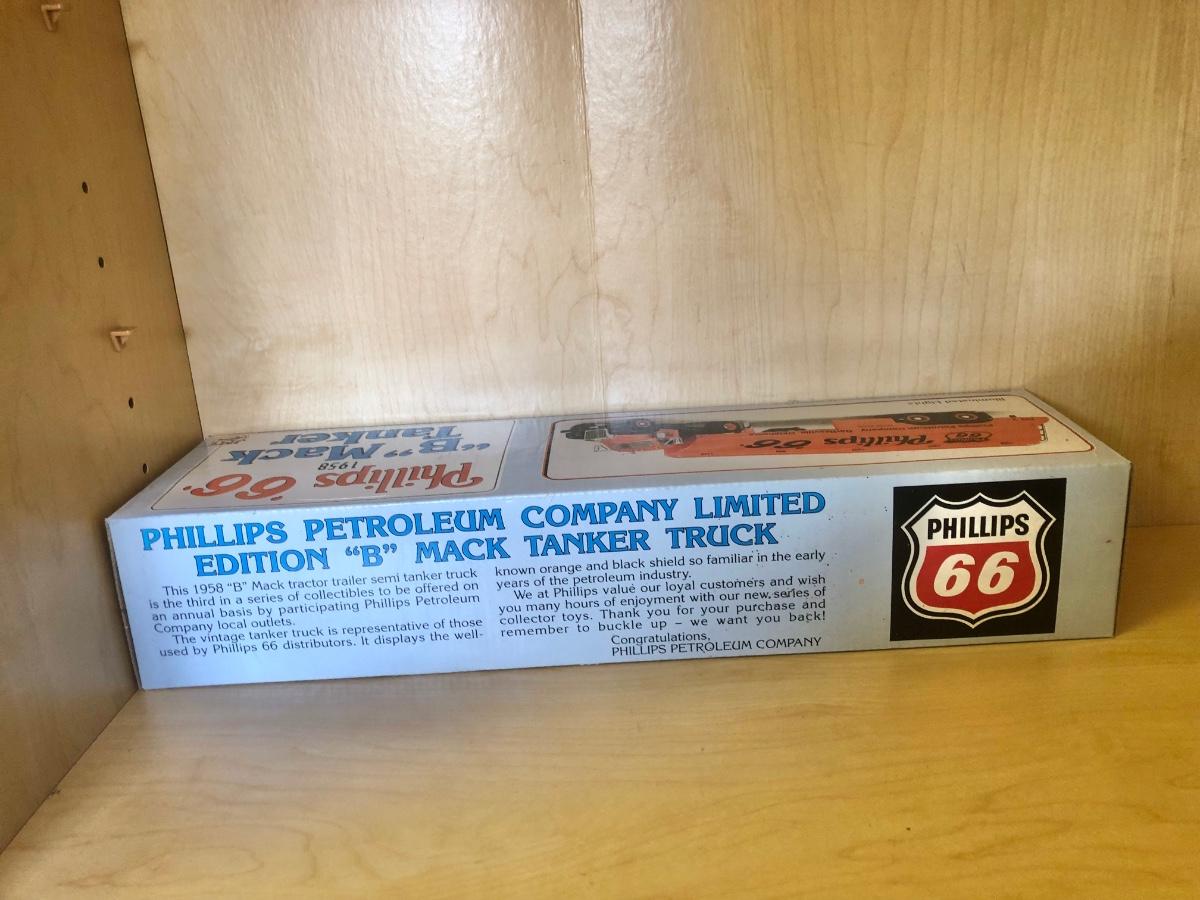 Phillips 66®
1958
"B" Mack
Tanker
Illuminated Lights
Phillips 66
PHILLIPS PETROLEUM COMPANY LIMITED
EDITION "B" MACK TANKER TRUCK
This 1958 "B" Mack tractor trailer semi tanker truck
is the third in a series of collectibles to be offered on
an annual basis by participating Phillips Petroleum
Company local outlets.
The vintage tanker truck is representative of those
used by Phillips 66 distributors. It displays the well-
known orange and black shield so familiar in the early
years of the petroleum industry.
We at Phillips value our loyal customers and wish
you many hours of enjoyment with our new series of
collector toys. Thank you for your purchase and
remember to buckle up – we want you back!
Congratulations,
PHILLIPS PETROLEUM COMPANY
PHILLIPS
66